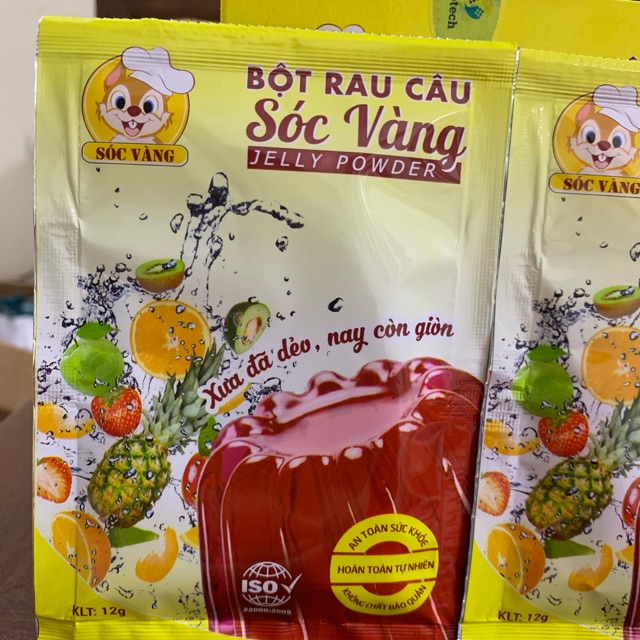 etech
BỘT RAU CÂU
Sóc Vàng
JELLY POWDER
SÓC VÀNG
Xưa đã dẻo, nay còn giòn
AN TOÀN SỨC KHỎE
HOÀN TOÀN TỰ NHIÊN
KHÔNG CHẤT BẢO QUẢN
ISO
22000:2005
KLT: 12g
SÓC VÀNG
KLT: 12g